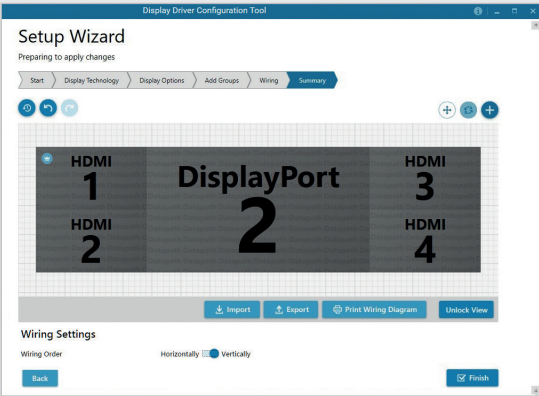 Display Driver Configuration Tool
Setup Wizard
Preparing to apply changes
Start Display Technology Display Options Add Groups Wiring Summary
HDMI
1
HDMI
2
DisplayPort
2
HDMI
3
HDMI
4
Import Export Print Wiring Diagram Unlock View
Wiring Settings
Wiring Order Horizontally Vertically
Back Finish